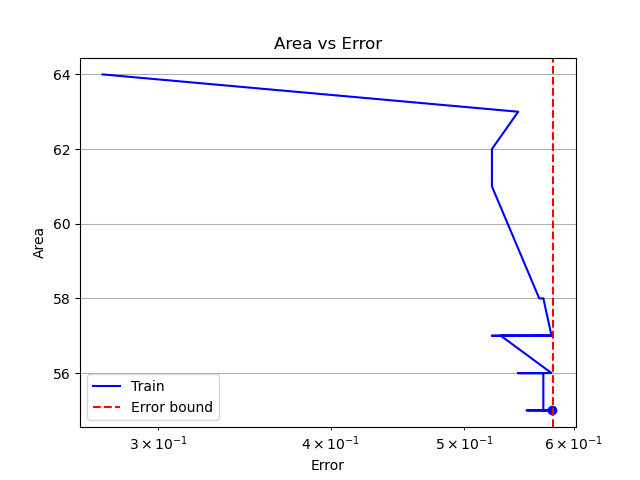 Area vs Error
64
62
60
58
56
Area
Train
Error bound
3 × 10⁻¹
4 × 10⁻¹
5 × 10⁻¹
6 × 10⁻¹
Error